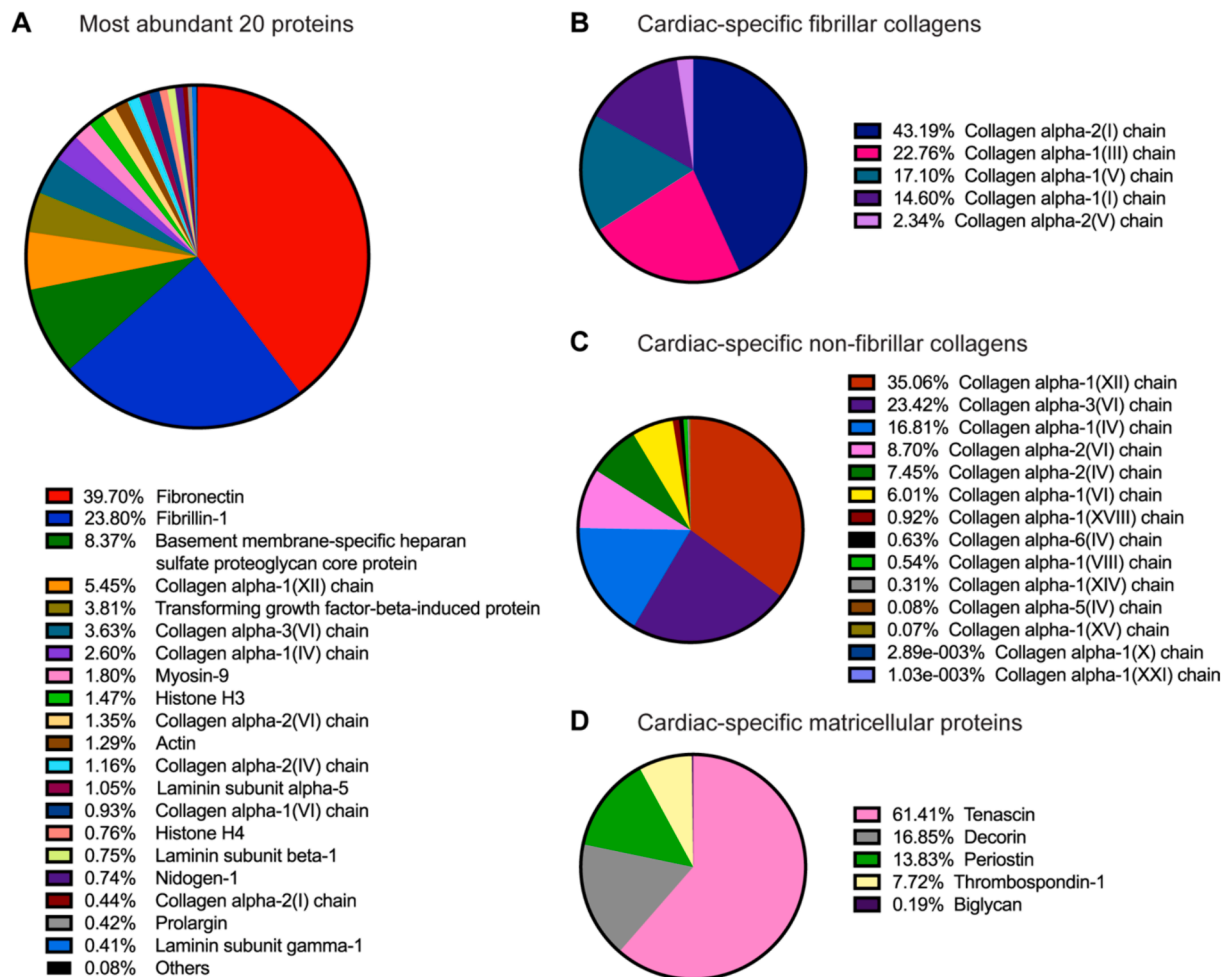 A Most abundant 20 proteins
39.70% Fibronectin
23.80% Fibrillin-1
8.37% Basement membrane-specific heparan
sulfate proteoglycan core protein
5.45% Collagen alpha-1(XII) chain
3.81% Transforming growth factor-beta-induced protein
3.63% Collagen alpha-3(VI) chain
2.60% Collagen alpha-1(IV) chain
1.80% Myosin-9
1.47% Histone H3
1.35% Collagen alpha-2(VI) chain
1.29% Actin
1.16% Collagen alpha-2(IV) chain
1.05% Laminin subunit alpha-5
0.93% Collagen alpha-1(VI) chain
0.76% Histone H4
0.75% Laminin subunit beta-1
0.74% Nidogen-1
0.44% Collagen alpha-2(I) chain
0.42% Prolargin
0.41% Laminin subunit gamma-1
0.08% Others
B Cardiac-specific fibrillar collagens
43.19% Collagen alpha-2(I) chain
22.76% Collagen alpha-1(III) chain
17.10% Collagen alpha-1(V) chain
14.60% Collagen alpha-1(I) chain
2.34% Collagen alpha-2(V) chain
C Cardiac-specific non-fibrillar collagens
35.06% Collagen alpha-1(XII) chain
23.42% Collagen alpha-3(VI) chain
16.81% Collagen alpha-1(IV) chain
8.70% Collagen alpha-2(VI) chain
7.45% Collagen alpha-2(IV) chain
6.01% Collagen alpha-1(VI) chain
0.92% Collagen alpha-1(XVIII) chain
0.63% Collagen alpha-6(IV) chain
0.54% Collagen alpha-1(VIII) chain
0.31% Collagen alpha-1(XIV) chain
0.08% Collagen alpha-5(IV) chain
0.07% Collagen alpha-1(XV) chain
2.89e-003% Collagen alpha-1(X) chain
1.03e-003% Collagen alpha-1(XXI) chain
D Cardiac-specific matricellular proteins
61.41% Tenascin
16.85% Decorin
13.83% Periostin
7.72% Thrombospondin-1
0.19% Biglycan